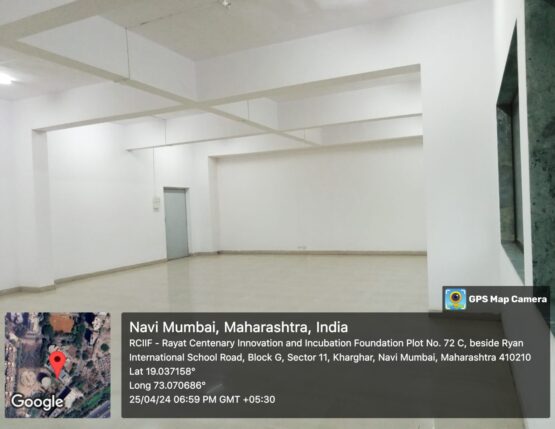 GPS Map Camera
Navi Mumbai, Maharashtra, India
RCIIF - Rayat Centenary Innovation and Incubation Foundation Plot No. 72 C, beside Ryan
International School Road, Block G, Sector 11, Kharghar, Navi Mumbai, Maharashtra 410210
Lat 19.037158°
Long 73.070686°
25/04/24 06:59 PM GMT +05:30
Google